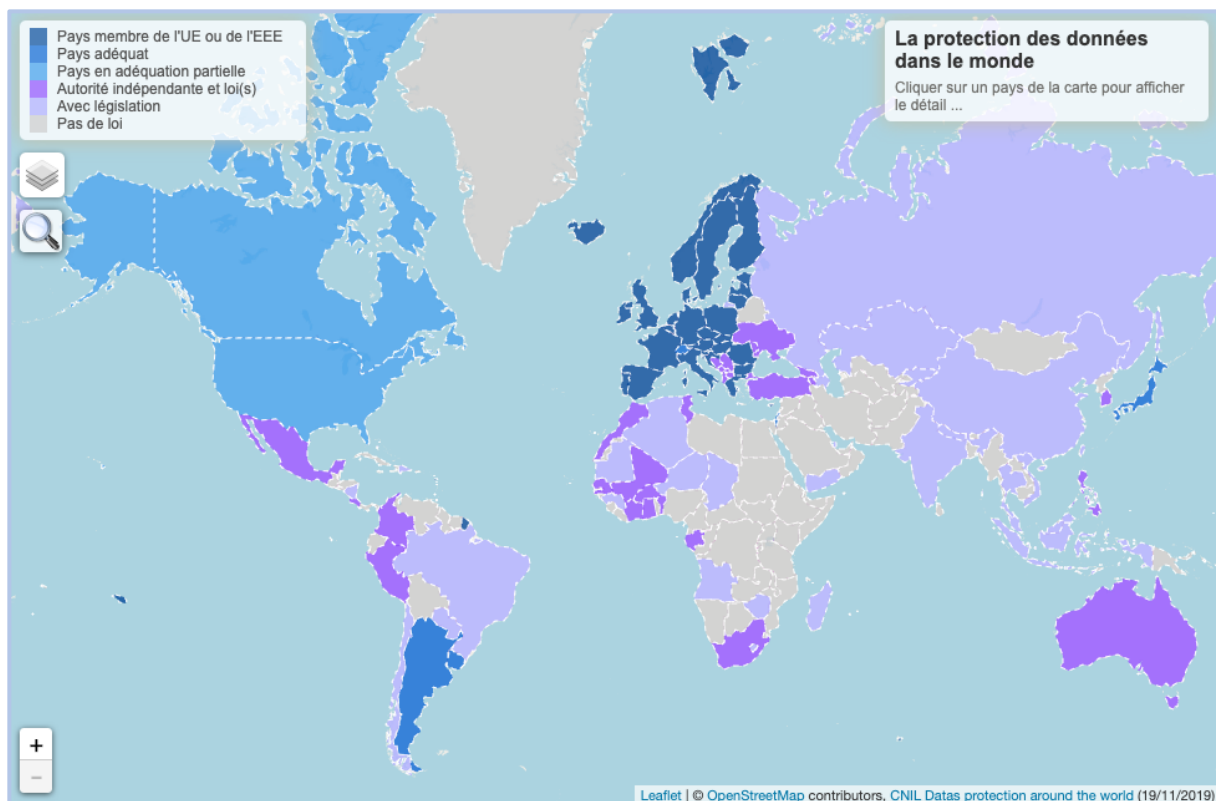 Pays membre de l'UE ou de l'EEE
Pays adéquat
Pays en adéquation partielle
Autorité indépendante et loi(s)
Avec législation
Pas de loi
La protection des données
dans le monde
Cliquer sur un pays de la carte pour afficher
le détail ...
+
−
Leaflet | © OpenStreetMap contributors, CNIL Datas protection around the world (19/11/2019)